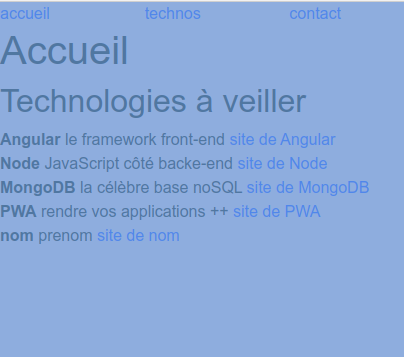 accueil technos contact
Accueil
Technologies à veiller
Angular le framework front-end site de Angular
Node JavaScript côté backe-end site de Node
MongoDB la célèbre base noSQL site de MongoDB
PWA rendre vos applications ++ site de PWA
nom prenom site de nom